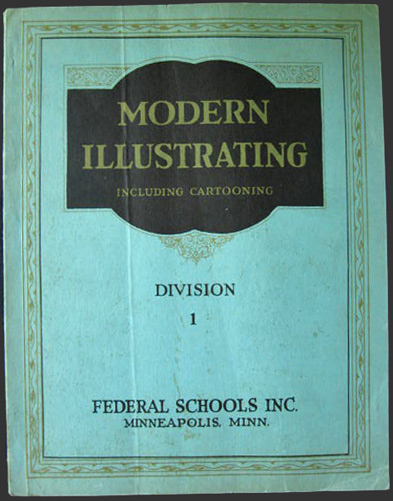 MODERN
ILLUSTRATING
INCLUDING CARTOONING
DIVISION
1
FEDERAL SCHOOLS INC.
MINNEAPOLIS, MINN.